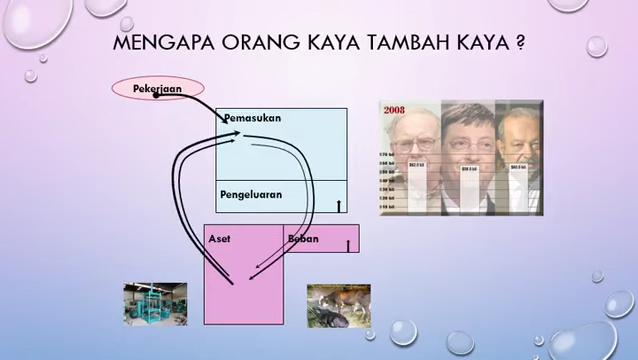 MENGAPA ORANG KAYA TAMBAH KAYA ?
Pekerjaan
Pemasukan
Pengeluaran
Aset
Beban
2008